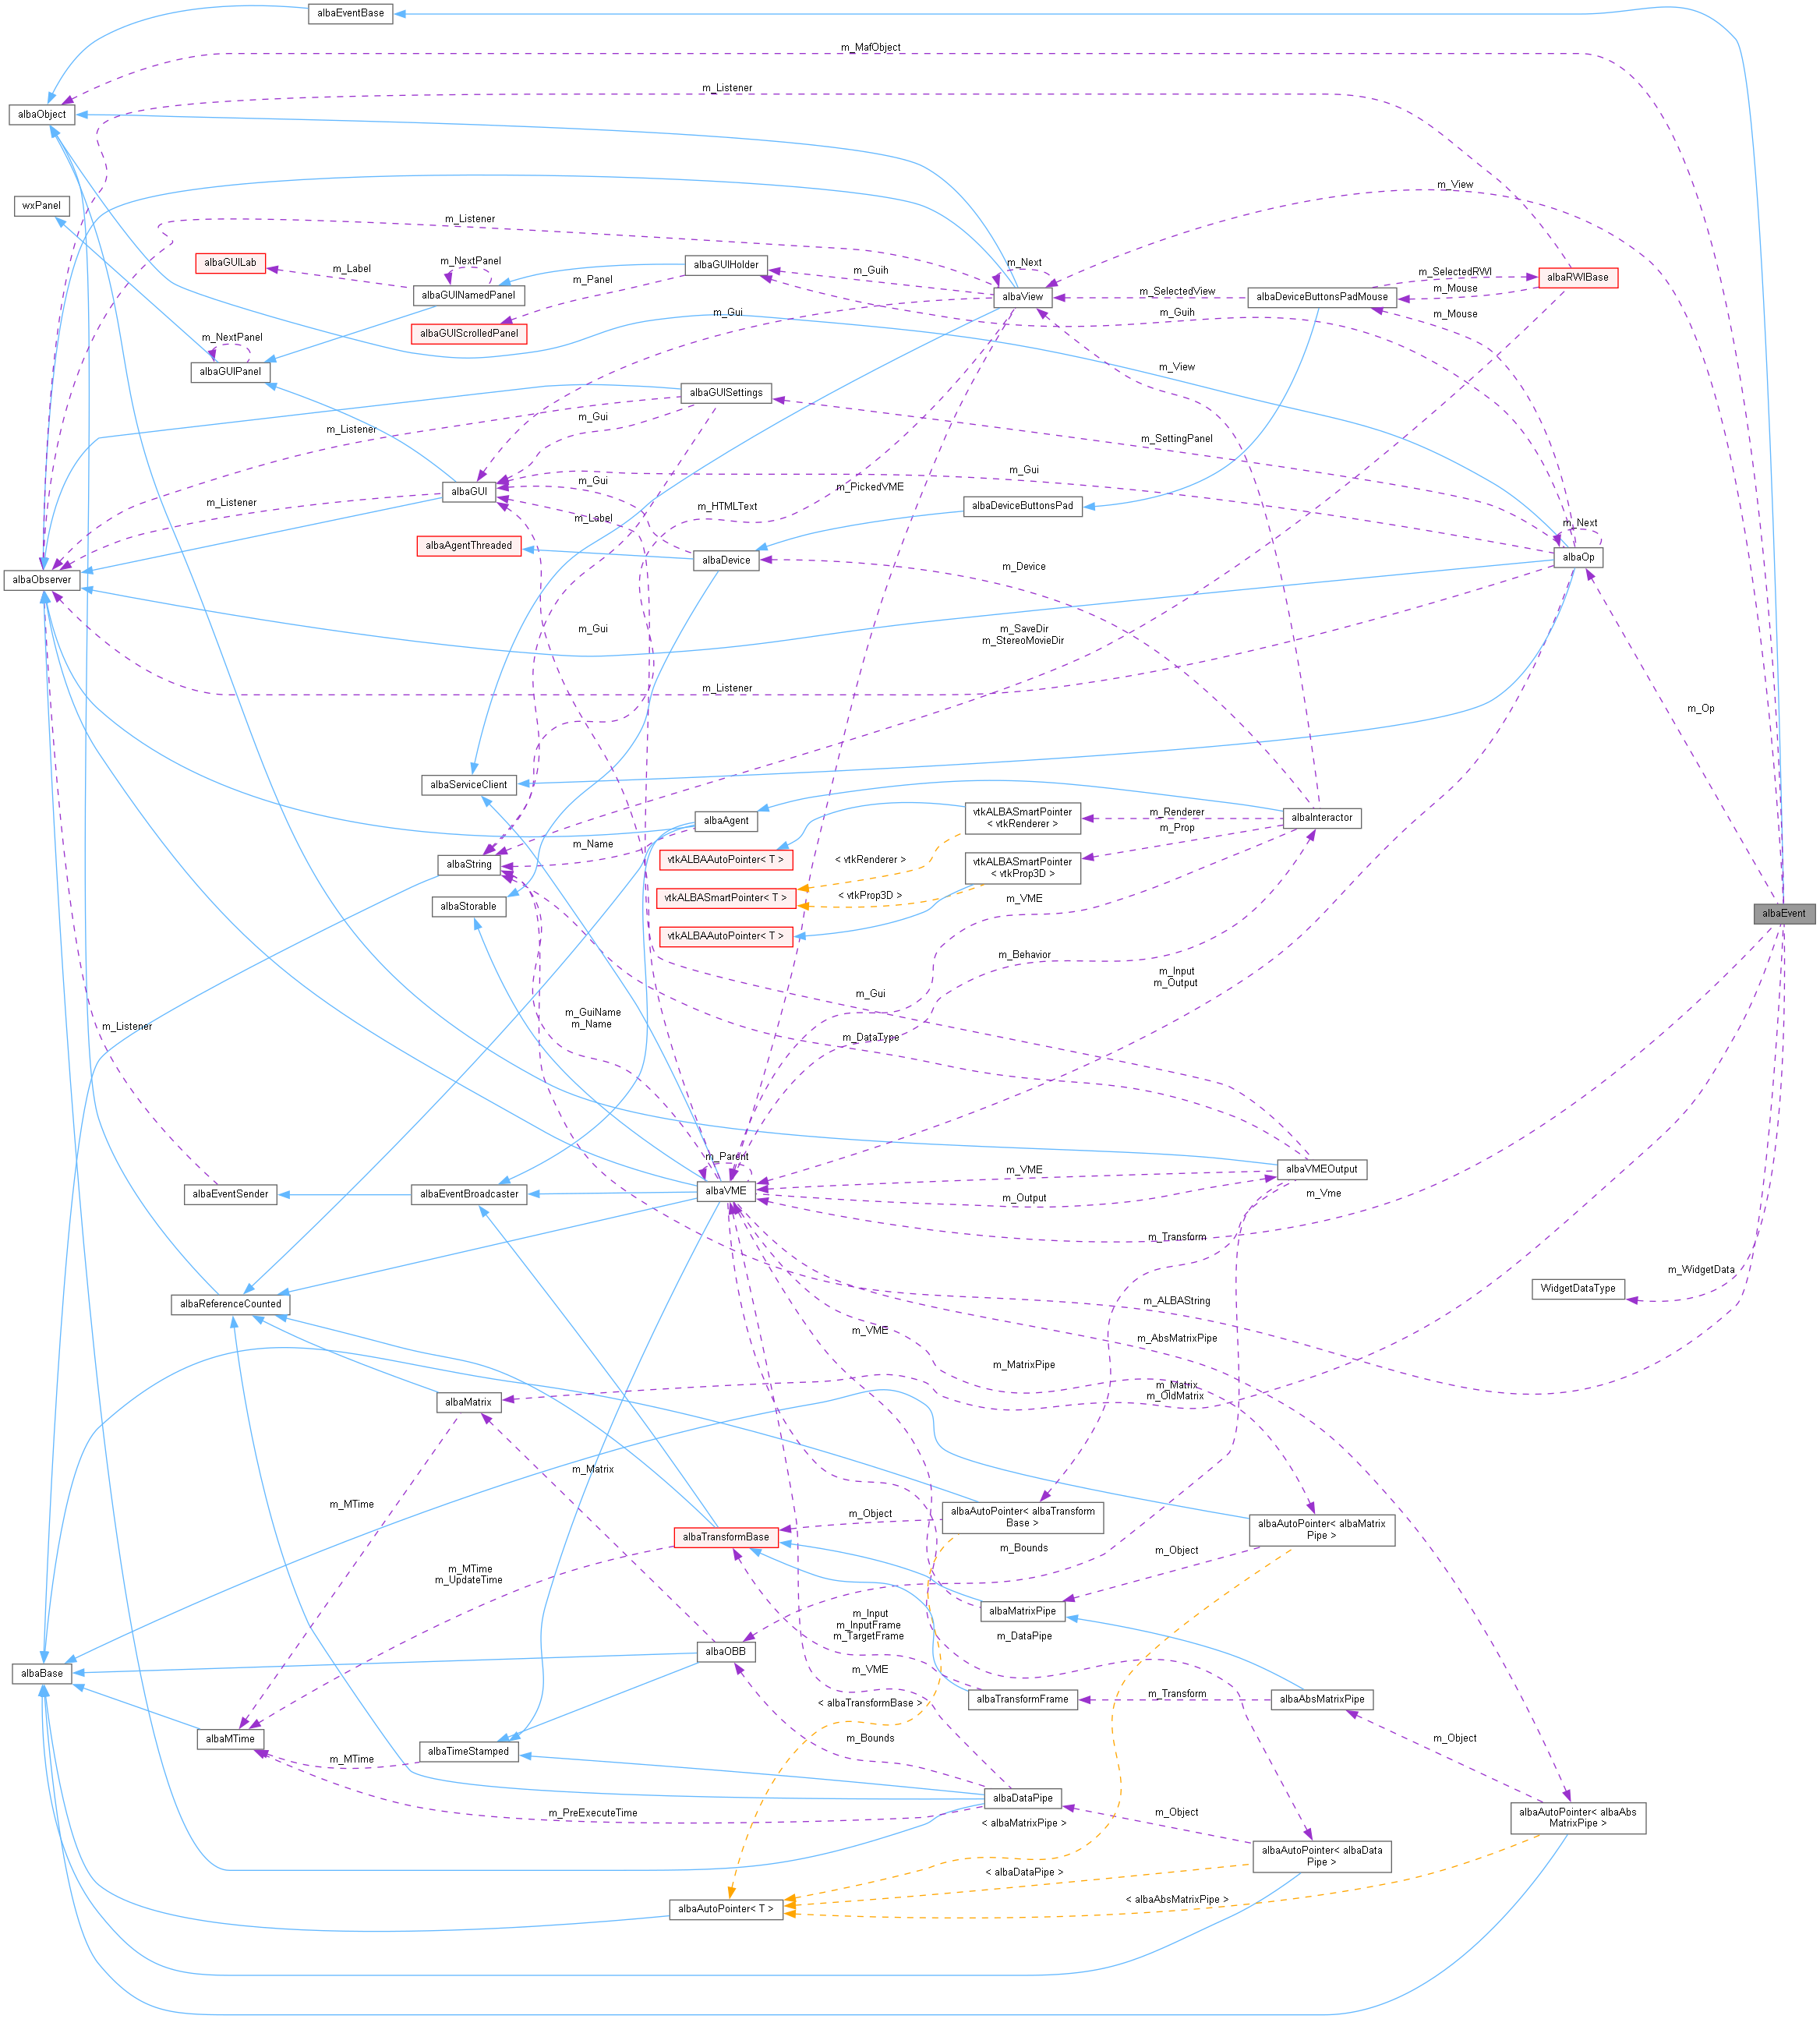 albaEventBase
m_MafObject
m_Listener
albaObject
m_View
wxPanel
m_Listener
albaGUILab
m_NextPanel
albaGUIHolder
m_Next
m_SelectedRWI
albaRWIBase
m_Label
m_Panel
m_Guih
albaGUINamedPanel
albaView
m_SelectedView
albaDeviceButtonsPadMouse
m_Mouse
m_Gui
m_Guih
m_Mouse
albaGUIScrolledPanel
m_NextPanel
albaGUIPanel
m_View
albaGUISettings
m_Gui
m_Listener
m_SettingPanel
m_Gui
m_Gui
albaGUI
m_PickedVME
m_Listener
m_HTMLText
albaDeviceButtonsPad
m_Label
m_Next
albaAgentThreaded
albaDevice
albaOp
m_Device
albaObserver
m_Gui
m_SaveDir
m_StereoMovieDir
m_Listener
m_Op
albaServiceClient
albaAgent
vtkALBASmartPointer
< vtkRenderer >
m_Renderer
albaInteractor
m_Prop
m_Name
albaString
vtkALBAAutoPointer< T >
< vtkRenderer >
vtkALBASmartPointer
< vtkProp3D >
vtkALBASmartPointer< T >
< vtkProp3D >
m_VME
albaStorable
albaEvent
vtkALBAAutoPointer< T >
m_Behavior
m_Input
m_Output
m_Gui
m_GuiName
m_Name
m_Listener
m_DataType
m_Parent
m_VME
albaVMEOutput
albaEventSender
albaEventBroadcaster
albaVME
m_Output
m_Vme
m_Transform
m_WidgetData
WidgetDataType
albaReferenceCounted
m_ALBAString
m_VME
m_AbsMatrixPipe
m_MatrixPipe
m_Matrix
m_OldMatrix
albaMatrix
m_Matrix
m_MTime
albaTransformBase
m_Object
albaAutoPointer< albaTransform
Base >
albaAutoPointer< albaMatrix
Pipe >
m_Bounds
m_Object
m_MTime
m_UpdateTime
albaMatrixPipe
m_Input
m_InputFrame
m_TargetFrame
m_DataPipe
albaOBB
albaBase
m_VME
albaTransformFrame
m_Transform
albaAbsMatrixPipe
< albaTransformBase >
albaMTime
m_Bounds
m_Object
albaTimeStamped
m_MTime
albaDataPipe
m_PreExecuteTime
< albaMatrixPipe >
m_Object
albaAutoPointer< albaAbs
MatrixPipe >
albaAutoPointer< albaData
Pipe >
< albaDataPipe >
< albaAbsMatrixPipe >
albaAutoPointer< T >